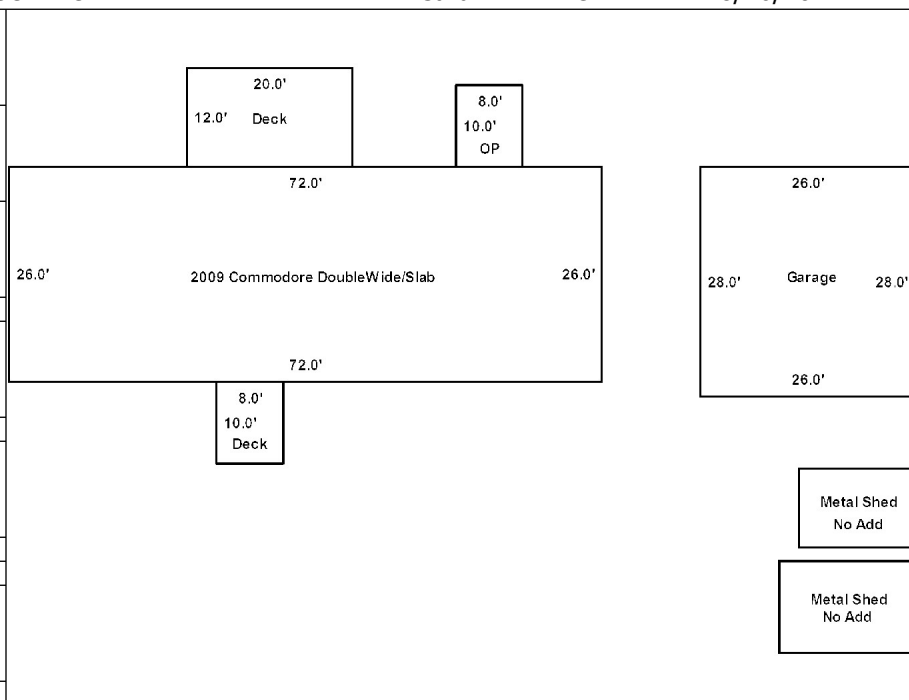 20.0'
12.0' Deck
8.0'
10.0'
OP
72.0'
26.0'
2009 Commodore DoubleWide/Slab
26.0'
72.0'
8.0'
10.0'
Deck
26.0'
28.0'
Garage
28.0'
26.0'
Metal Shed
No Add
Metal Shed
No Add